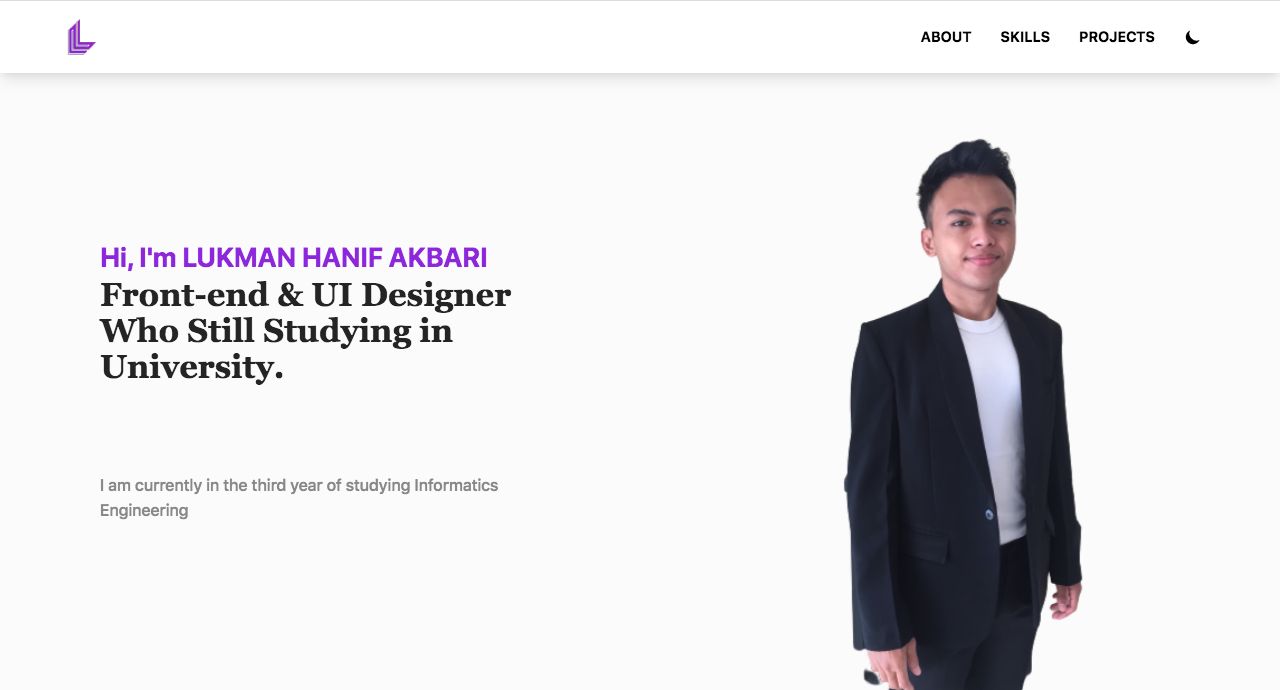 ABOUT SKILLS PROJECTS
Hi, I'm LUKMAN HANIF AKBARI
Front-end & UI Designer
Who Still Studying in
University.
I am currently in the third year of studying Informatics
Engineering